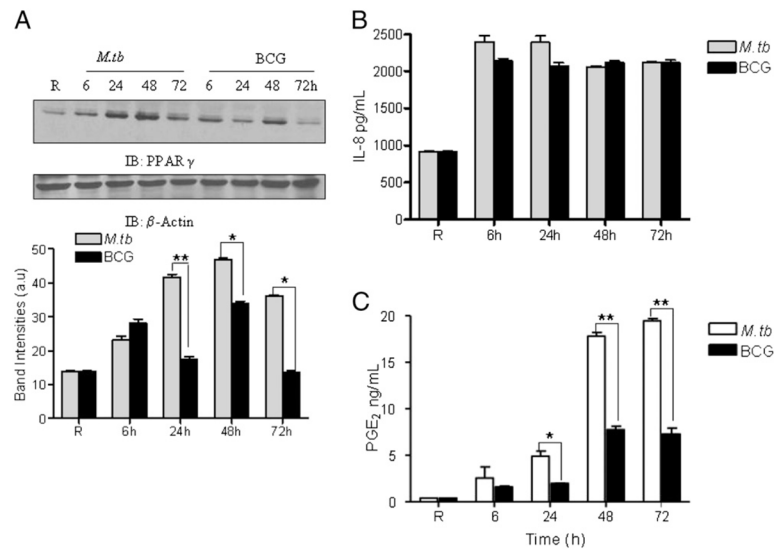 A
M.tb BCG
R 6 24 48 72 6 24 48 72h
IB: PPAR γ
IB: β-Actin
M.tb
BCG
Band Intensities (a.u)
50
40
30
20
10
0
** * *
R 6h 24h 48h 72h
B
M.tb
BCG
IL-8 pg/mL
2500
2000
1500
1000
500
0
R 6h 24h 48h 72h
C
M.tb
BCG
PGE2 ng/mL
20
15
10
5
0
* ** **
R 6 24 48 72
Time (h)